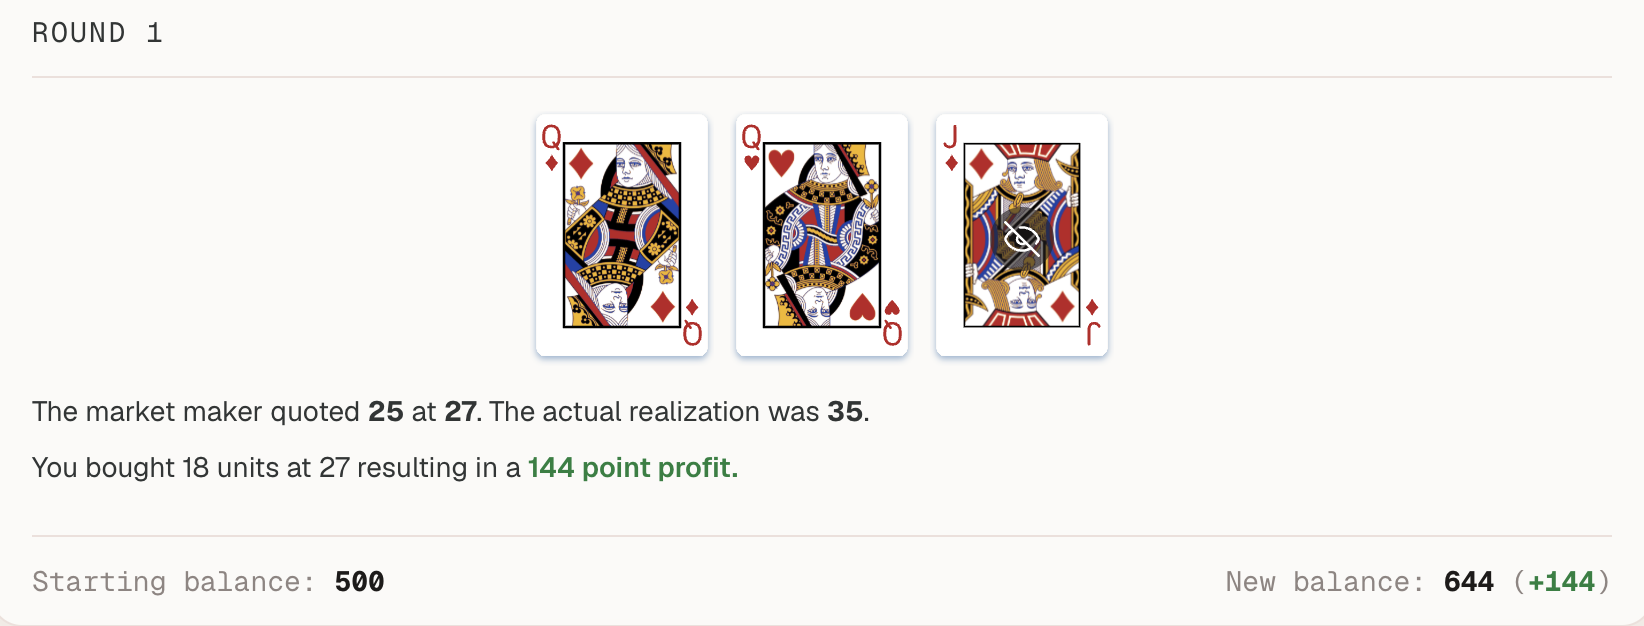 ROUND 1
Q Q J
Q Q J
The market maker quoted 25 at 27. The actual realization was 35.
You bought 18 units at 27 resulting in a 144 point profit.
Starting balance: 500 New balance: 644 (+144)